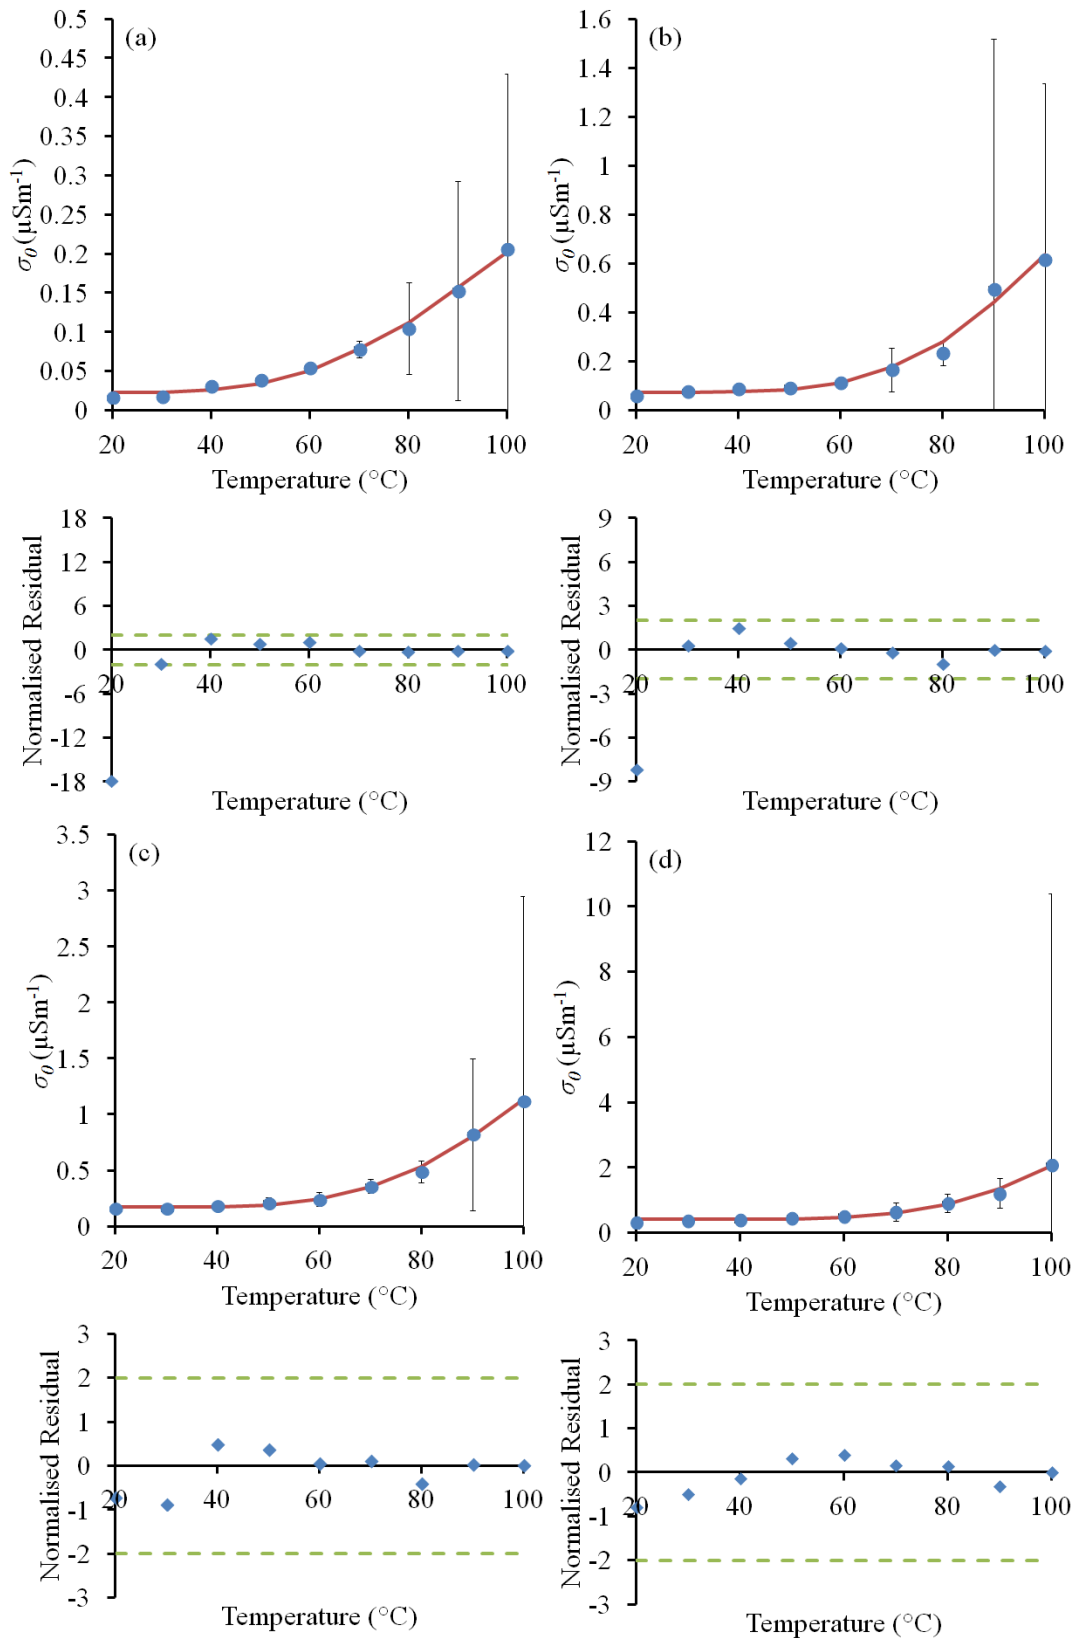 (a)
σ0 (µSm-1)
0.5
0.45
0.4
0.35
0.3
0.25
0.2
0.15
0.1
0.05
0
20 40 60 80 100
Temperature (°C)
(b)
σ0 (µSm-1)
1.6
1.4
1.2
1
0.8
0.6
0.4
0.2
0
20 40 60 80 100
Temperature (°C)
Normalised Residual
18
12
6
0
-6
-12
-18
20 40 60 80 100
Temperature (°C)
Normalised Residual
9
6
3
0
-3
-6
-9
20 40 60 80 100
Temperature (°C)
(c)
σ0 (µSm-1)
3.5
3
2.5
2
1.5
1
0.5
0
20 40 60 80 100
Temperature (°C)
(d)
σ0 (µSm-1)
12
10
8
6
4
2
0
20 40 60 80 100
Temperature (°C)
Normalised Residual
3
2
1
0
-1
-2
-3
20 40 60 80 100
Temperature (°C)
Normalised Residual
3
2
1
0
-1
-2
-3
20 40 60 80 100
Temperature (°C)